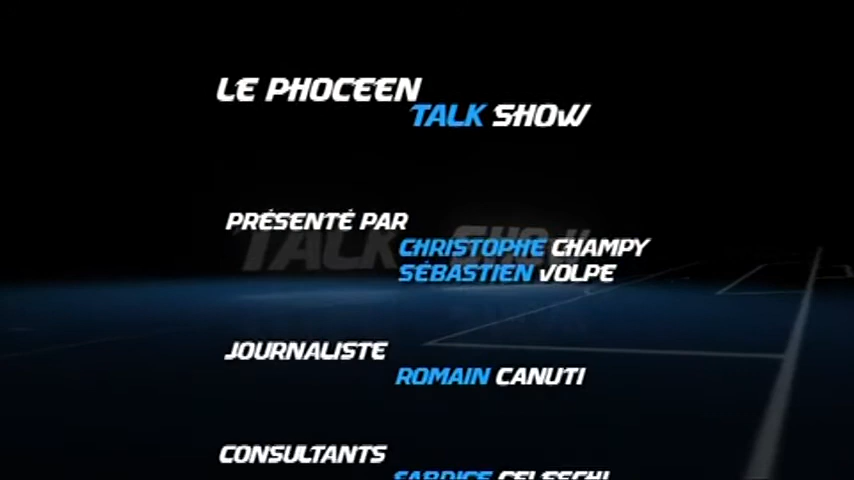 LE PHOCEEN
TALK SHOW
PRÉSENTÉ PAR
CHRISTOPHE CHAMPY
SÉBASTIEN VOLPE
JOURNALISTE
ROMAIN CANUTI
CONSULTANTS